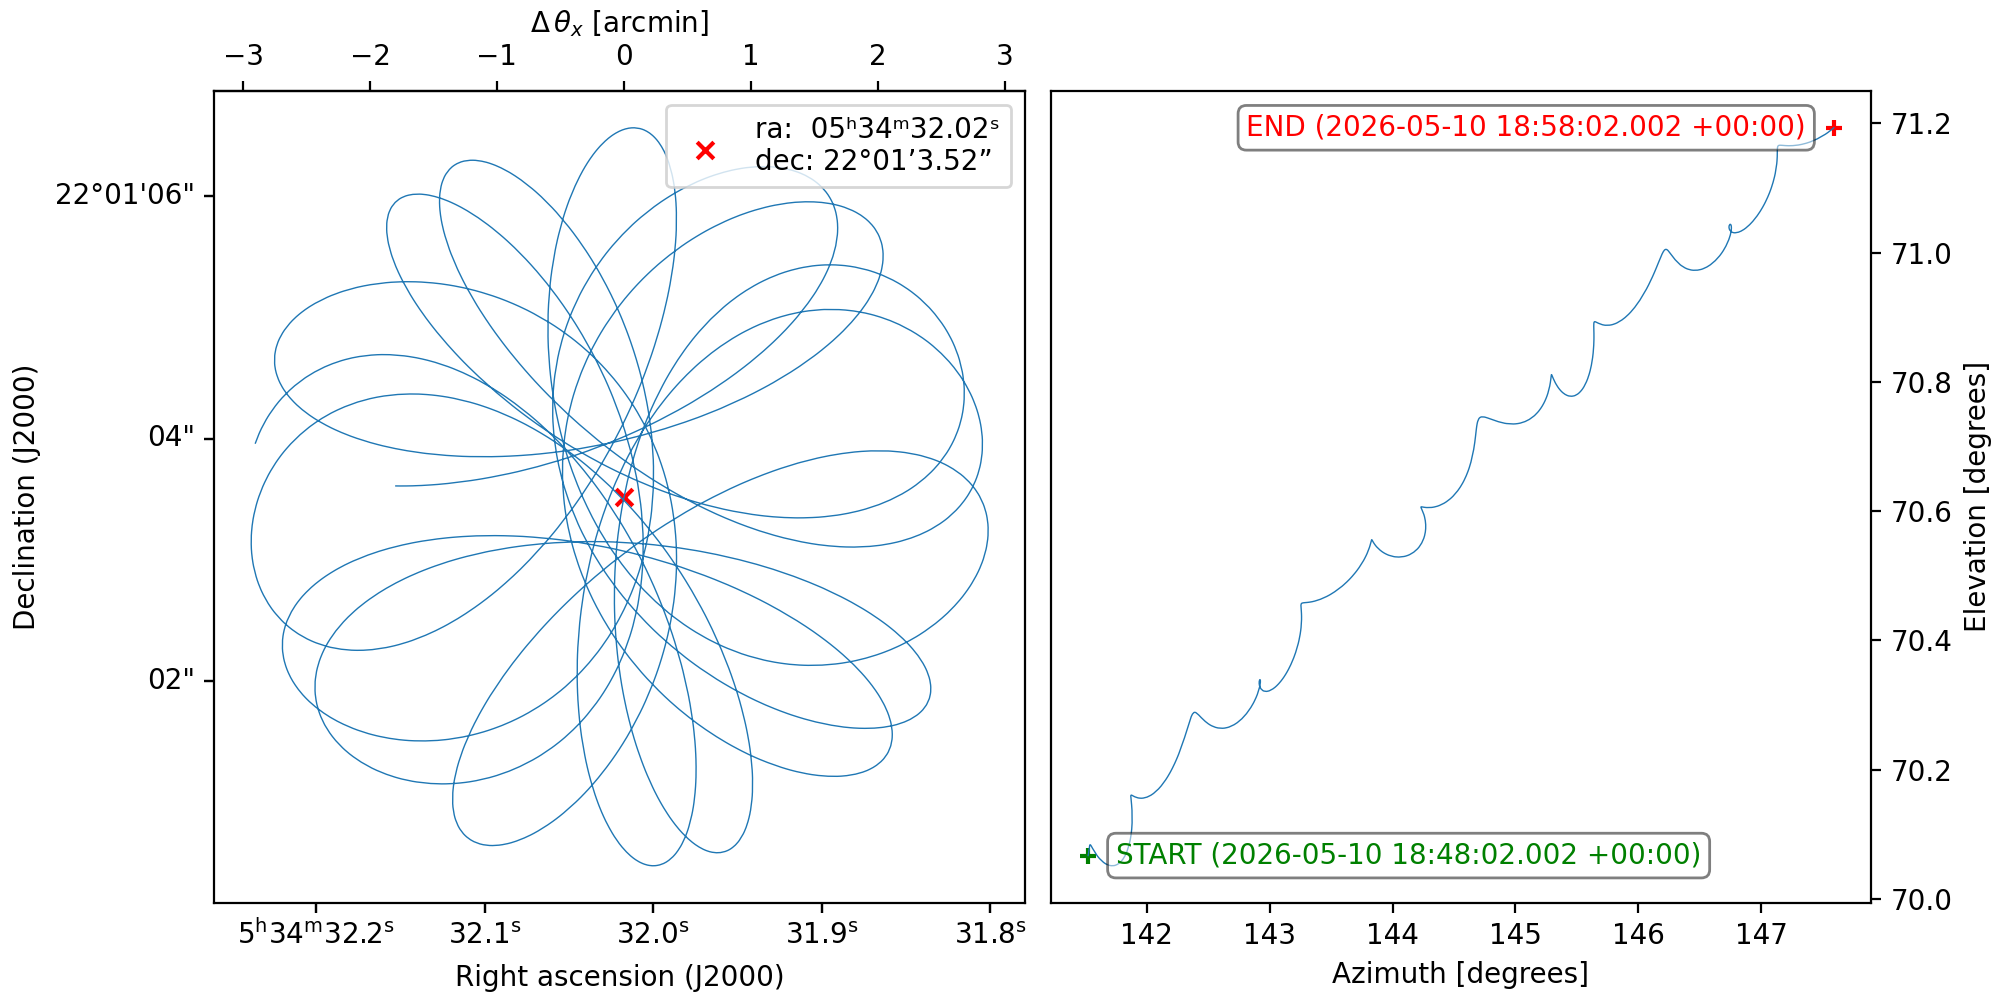 Δ θx [arcmin]
−3 −2 −1 0 1 2 3
ra: 05ʰ34ᵐ32.02ˢ
dec: 22°01’3.52”
22°01'06"
04"
02"
Declination (J2000)
5ʰ34ᵐ32.2ˢ 32.1ˢ 32.0ˢ 31.9ˢ 31.8ˢ
Right ascension (J2000)
END (2026-05-10 18:58:02.002 +00:00)
START (2026-05-10 18:48:02.002 +00:00)
71.2
71.0
70.8
70.6
70.4
70.2
70.0
Elevation [degrees]
142 143 144 145 146 147
Azimuth [degrees]